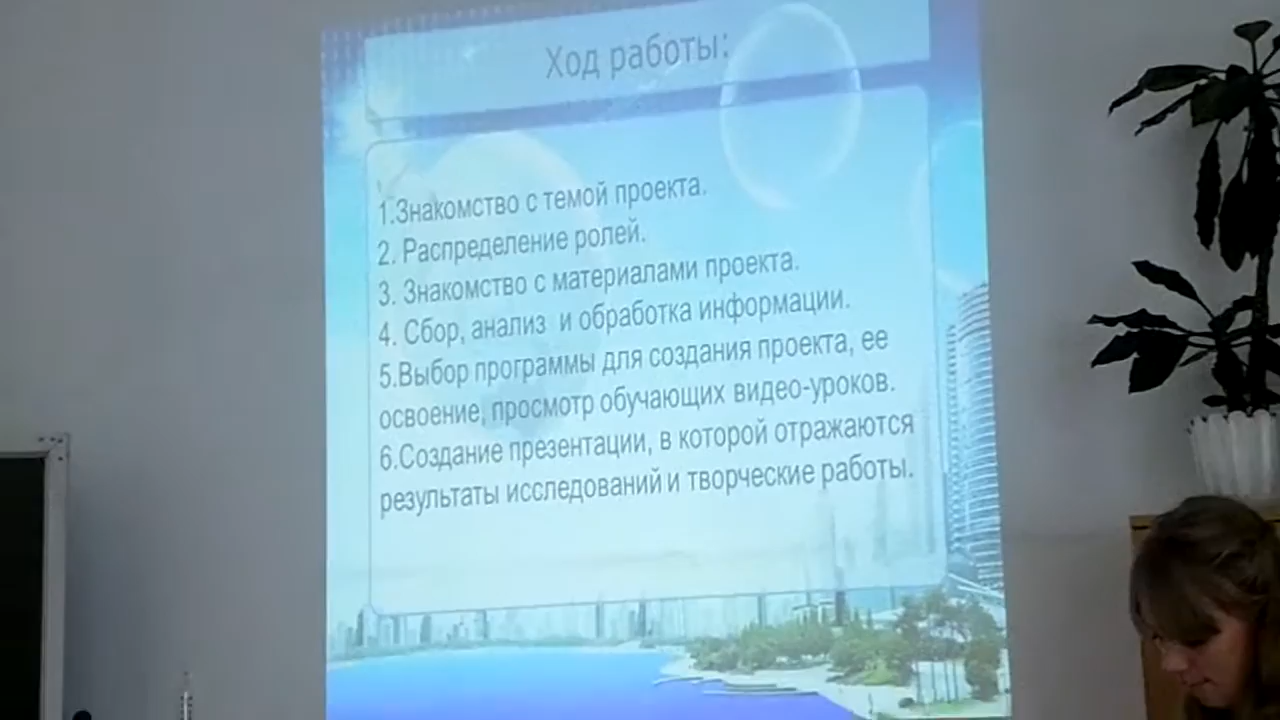 Ход работы:
1.Знакомство с темой проекта.
2. Распределение ролей.
3. Знакомство с материалами проекта.
4. Сбор, анализ и обработка информации.
5.Выбор программы для создания проекта, ее
освоение, просмотр обучающих видео-уроков.
6.Создание презентации, в которой отражаются
результаты исследований и творческие работы.